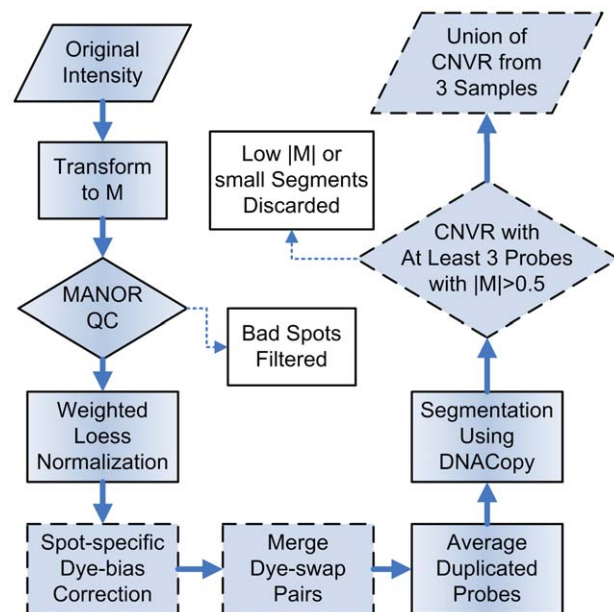 Original
Intensity
Transform
to M
MANOR
QC
Bad Spots
Filtered
Weighted
Loess
Normalization
Spot-specific
Dye-bias
Correction
Merge
Dye-swap
Pairs
Average
Duplicated
Probes
Segmentation
Using
DNACopy
CNVR with
At Least 3 Probes
with |M|>0.5
Low |M| or
small Segments
Discarded
Union of
CNVR from
3 Samples